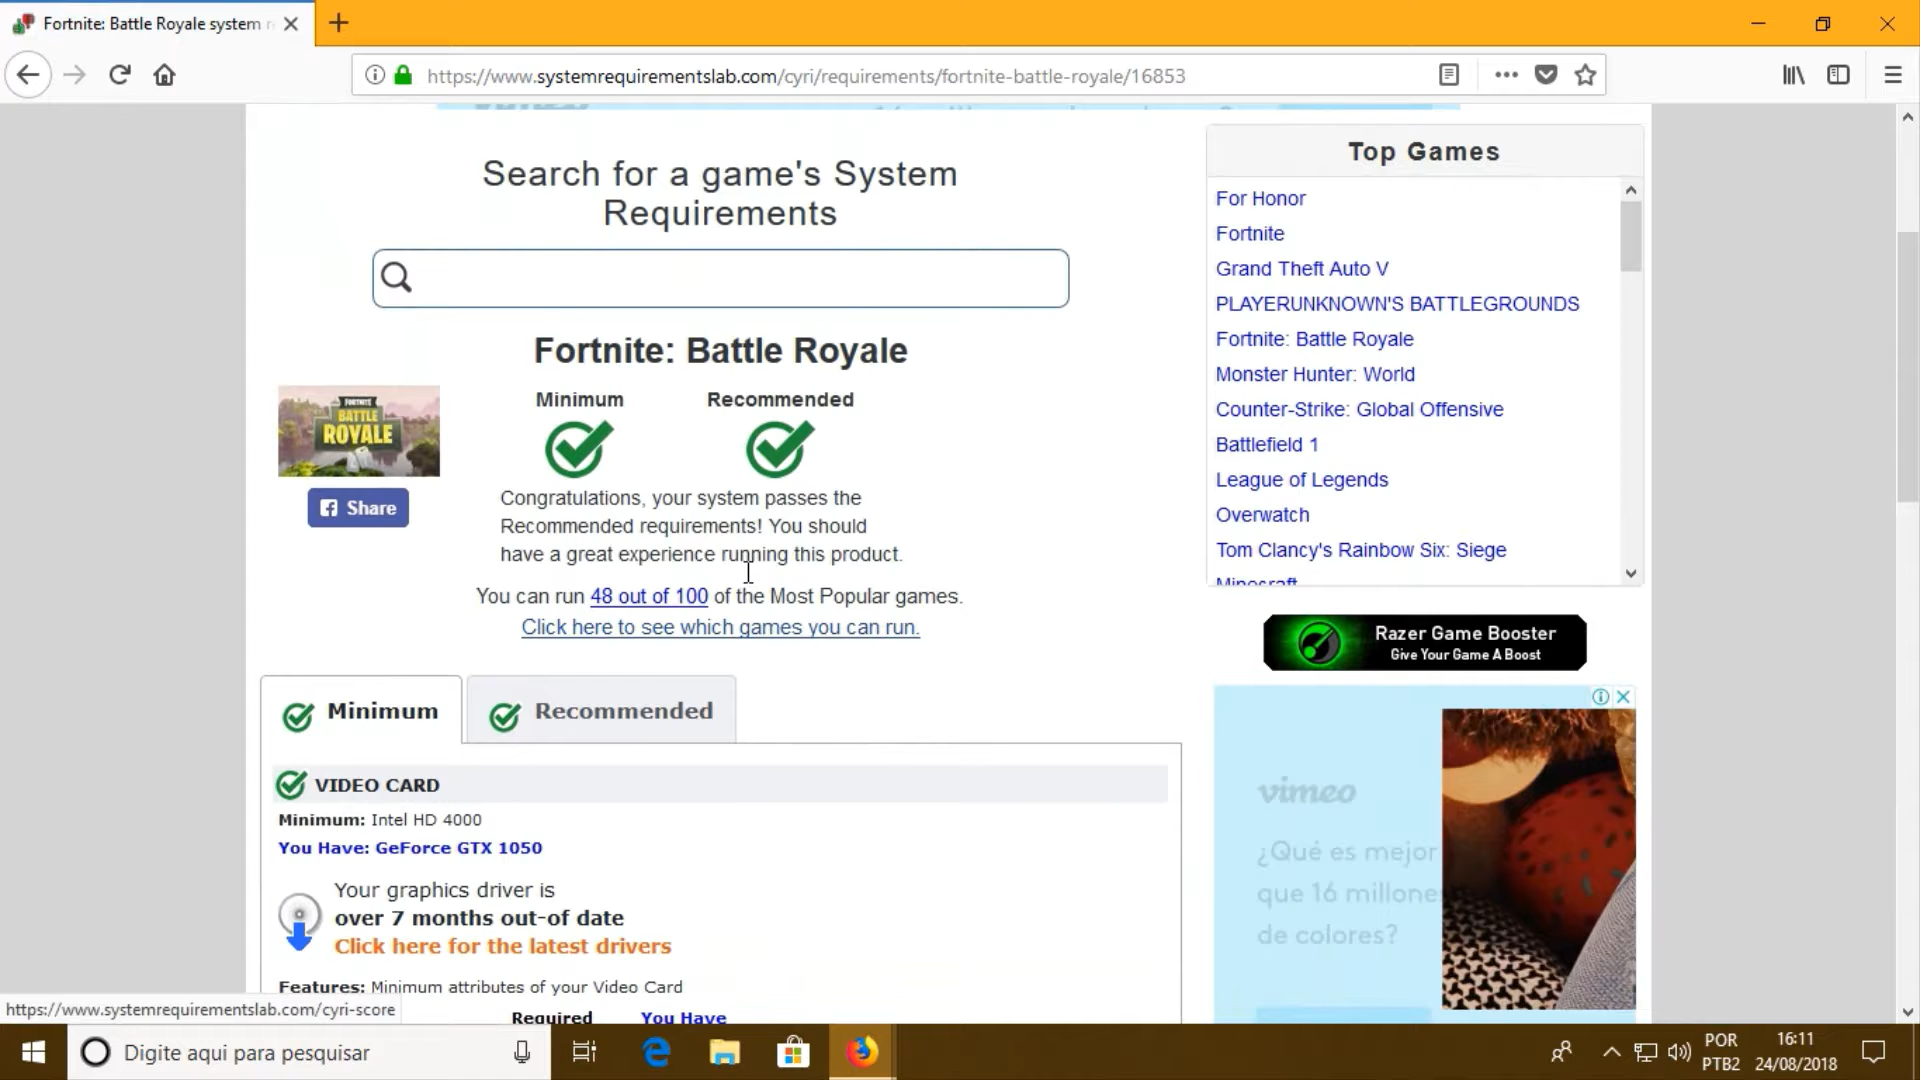 Fortnite: Battle Royale system r
https://www.systemrequirementslab.com/cyri/requirements/fortnite-battle-royale/16853
vimeo
Search for a game's System
Requirements
Fortnite: Battle Royale
Minimum
Recommended
FORTNITE
BATTLE
ROYALE
Share
Congratulations, your system passes the
Recommended requirements! You should
have a great experience running this product.
You can run 48 out of 100 of the Most Popular games.
Click here to see which games you can run.
Minimum
Recommended
VIDEO CARD
Minimum: Intel HD 4000
You Have: GeForce GTX 1050
Your graphics driver is
over 7 months out-of date
Click here for the latest drivers
Features: Minimum attributes of your Video Card
Required You Have
Top Games
For Honor
Fortnite
Grand Theft Auto V
PLAYERUNKNOWN'S BATTLEGROUNDS
Fortnite: Battle Royale
Monster Hunter: World
Counter-Strike: Global Offensive
Battlefield 1
League of Legends
Overwatch
Tom Clancy's Rainbow Six: Siege
Minecraft
Razer Game Booster
Give Your Game A Boost
vimeo
¿Qué es mejor
que 16 millones
de colores?
https://www.systemrequirementslab.com/cyri-score
Digite aqui para pesquisar
POR
PTB2
16:11
24/08/2018